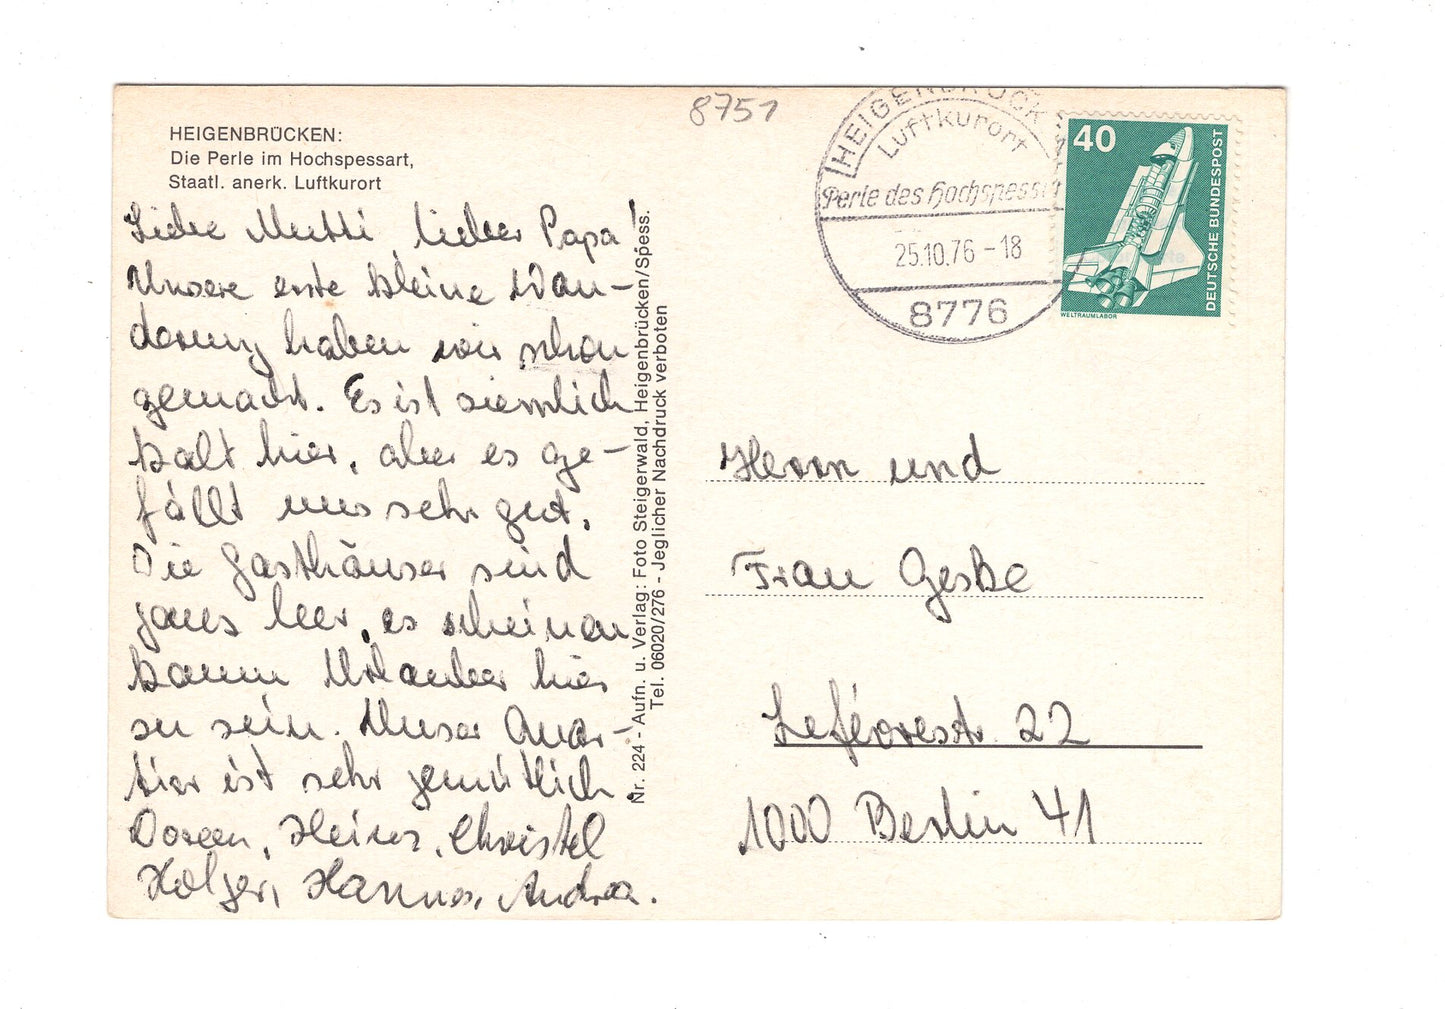 HEIGENBRÜCKEN:
Die Perle im Hochspessart,
Staatl. anerk. Luftkurort
Liebe Mutti, lieber Papa!
Unsere erste kleine Wan-
derung haben wir schon
gemacht. Es ist ziemlich
kalt hier, aber es ge-
fällt uns sehr gut.
Die Gasthäuser sind
ganz leer, es scheinen
kaum Urlauber hier
zu sein. Unser Quar-
tier ist sehr gemütlich.
Doreen, Heinz, Christel
Holger, Hannes, Andrea.
Nr. 224 - Aufn. u. Verlag: Foto Steigerwald, Heigenbrücken/Spess.
Tel. 06020/276 - Jeglicher Nachdruck verboten
8751
HEIGENBRÜCK
Luftkurort
Perle des Hochspessart
25.10.76 -18
8776
40
DEUTSCHE BUNDESPOST
WELTRAUMLABOR
Herrn und
Frau Geske
Lefèvrestr. 22
1000 Berlin 41